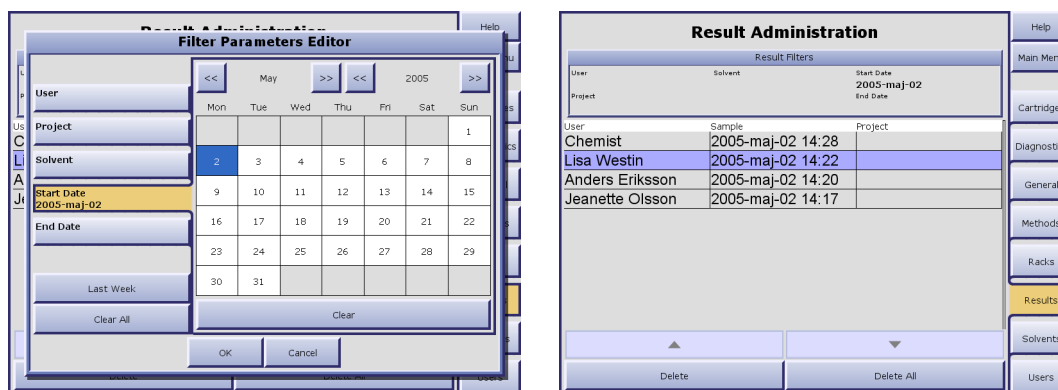 Help
Filter Parameters Editor
<< May >> << 2005 >>
User
Mon Tue Wed Thu Fri Sat Sun
Project
1
Solvent
2 3 4 5 6 7 8
Start Date
2005-maj-02
9 10 11 12 13 14 15
End Date
16 17 18 19 20 21 22
23 24 25 26 27 28 29
30 31
Last Week
Clear All
Clear
OK Cancel
Result Administration
Help
Result Filters
Main Men
User Solvent Start Date
2005-maj-02
Project End Date
Cartridge
User Sample Project
Chemist 2005-maj-02 14:28
Diagnosti
Lisa Westin 2005-maj-02 14:22
Anders Eriksson 2005-maj-02 14:20
General
Jeanette Olsson 2005-maj-02 14:17
Methods
Racks
Results
Solvents
Delete Delete All
Users